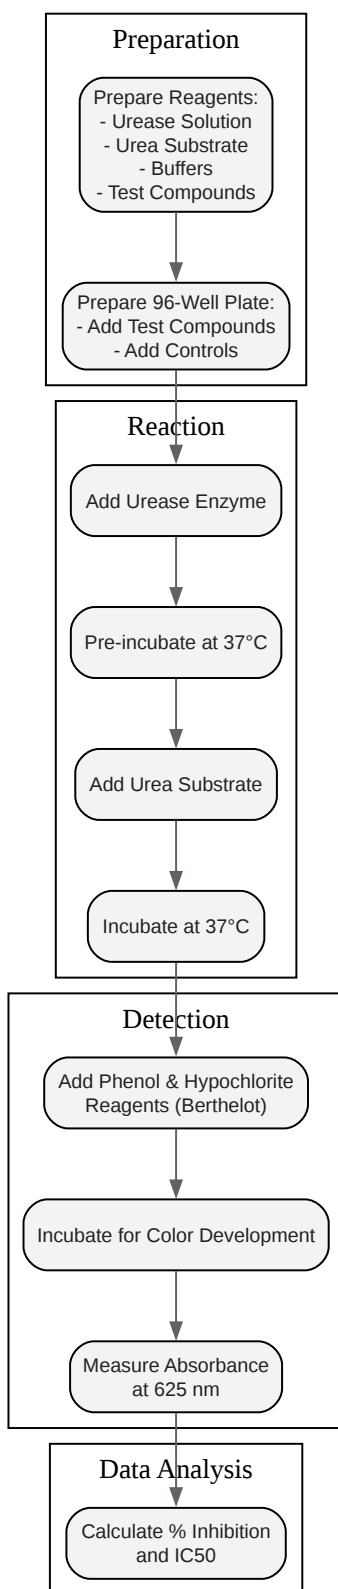 Preparation
Prepare Reagents:
- Urease Solution
- Urea Substrate
- Buffers
- Test Compounds
Prepare 96-Well Plate:
- Add Test Compounds
- Add Controls
Reaction
Add Urease Enzyme
Pre-incubate at 37°C
Add Urea Substrate
Incubate at 37°C
Detection
Add Phenol & Hypochlorite
Reagents (Berthelot)
Incubate for Color Development
Measure Absorbance
at 625 nm
Data Analysis
Calculate % Inhibition
and IC50